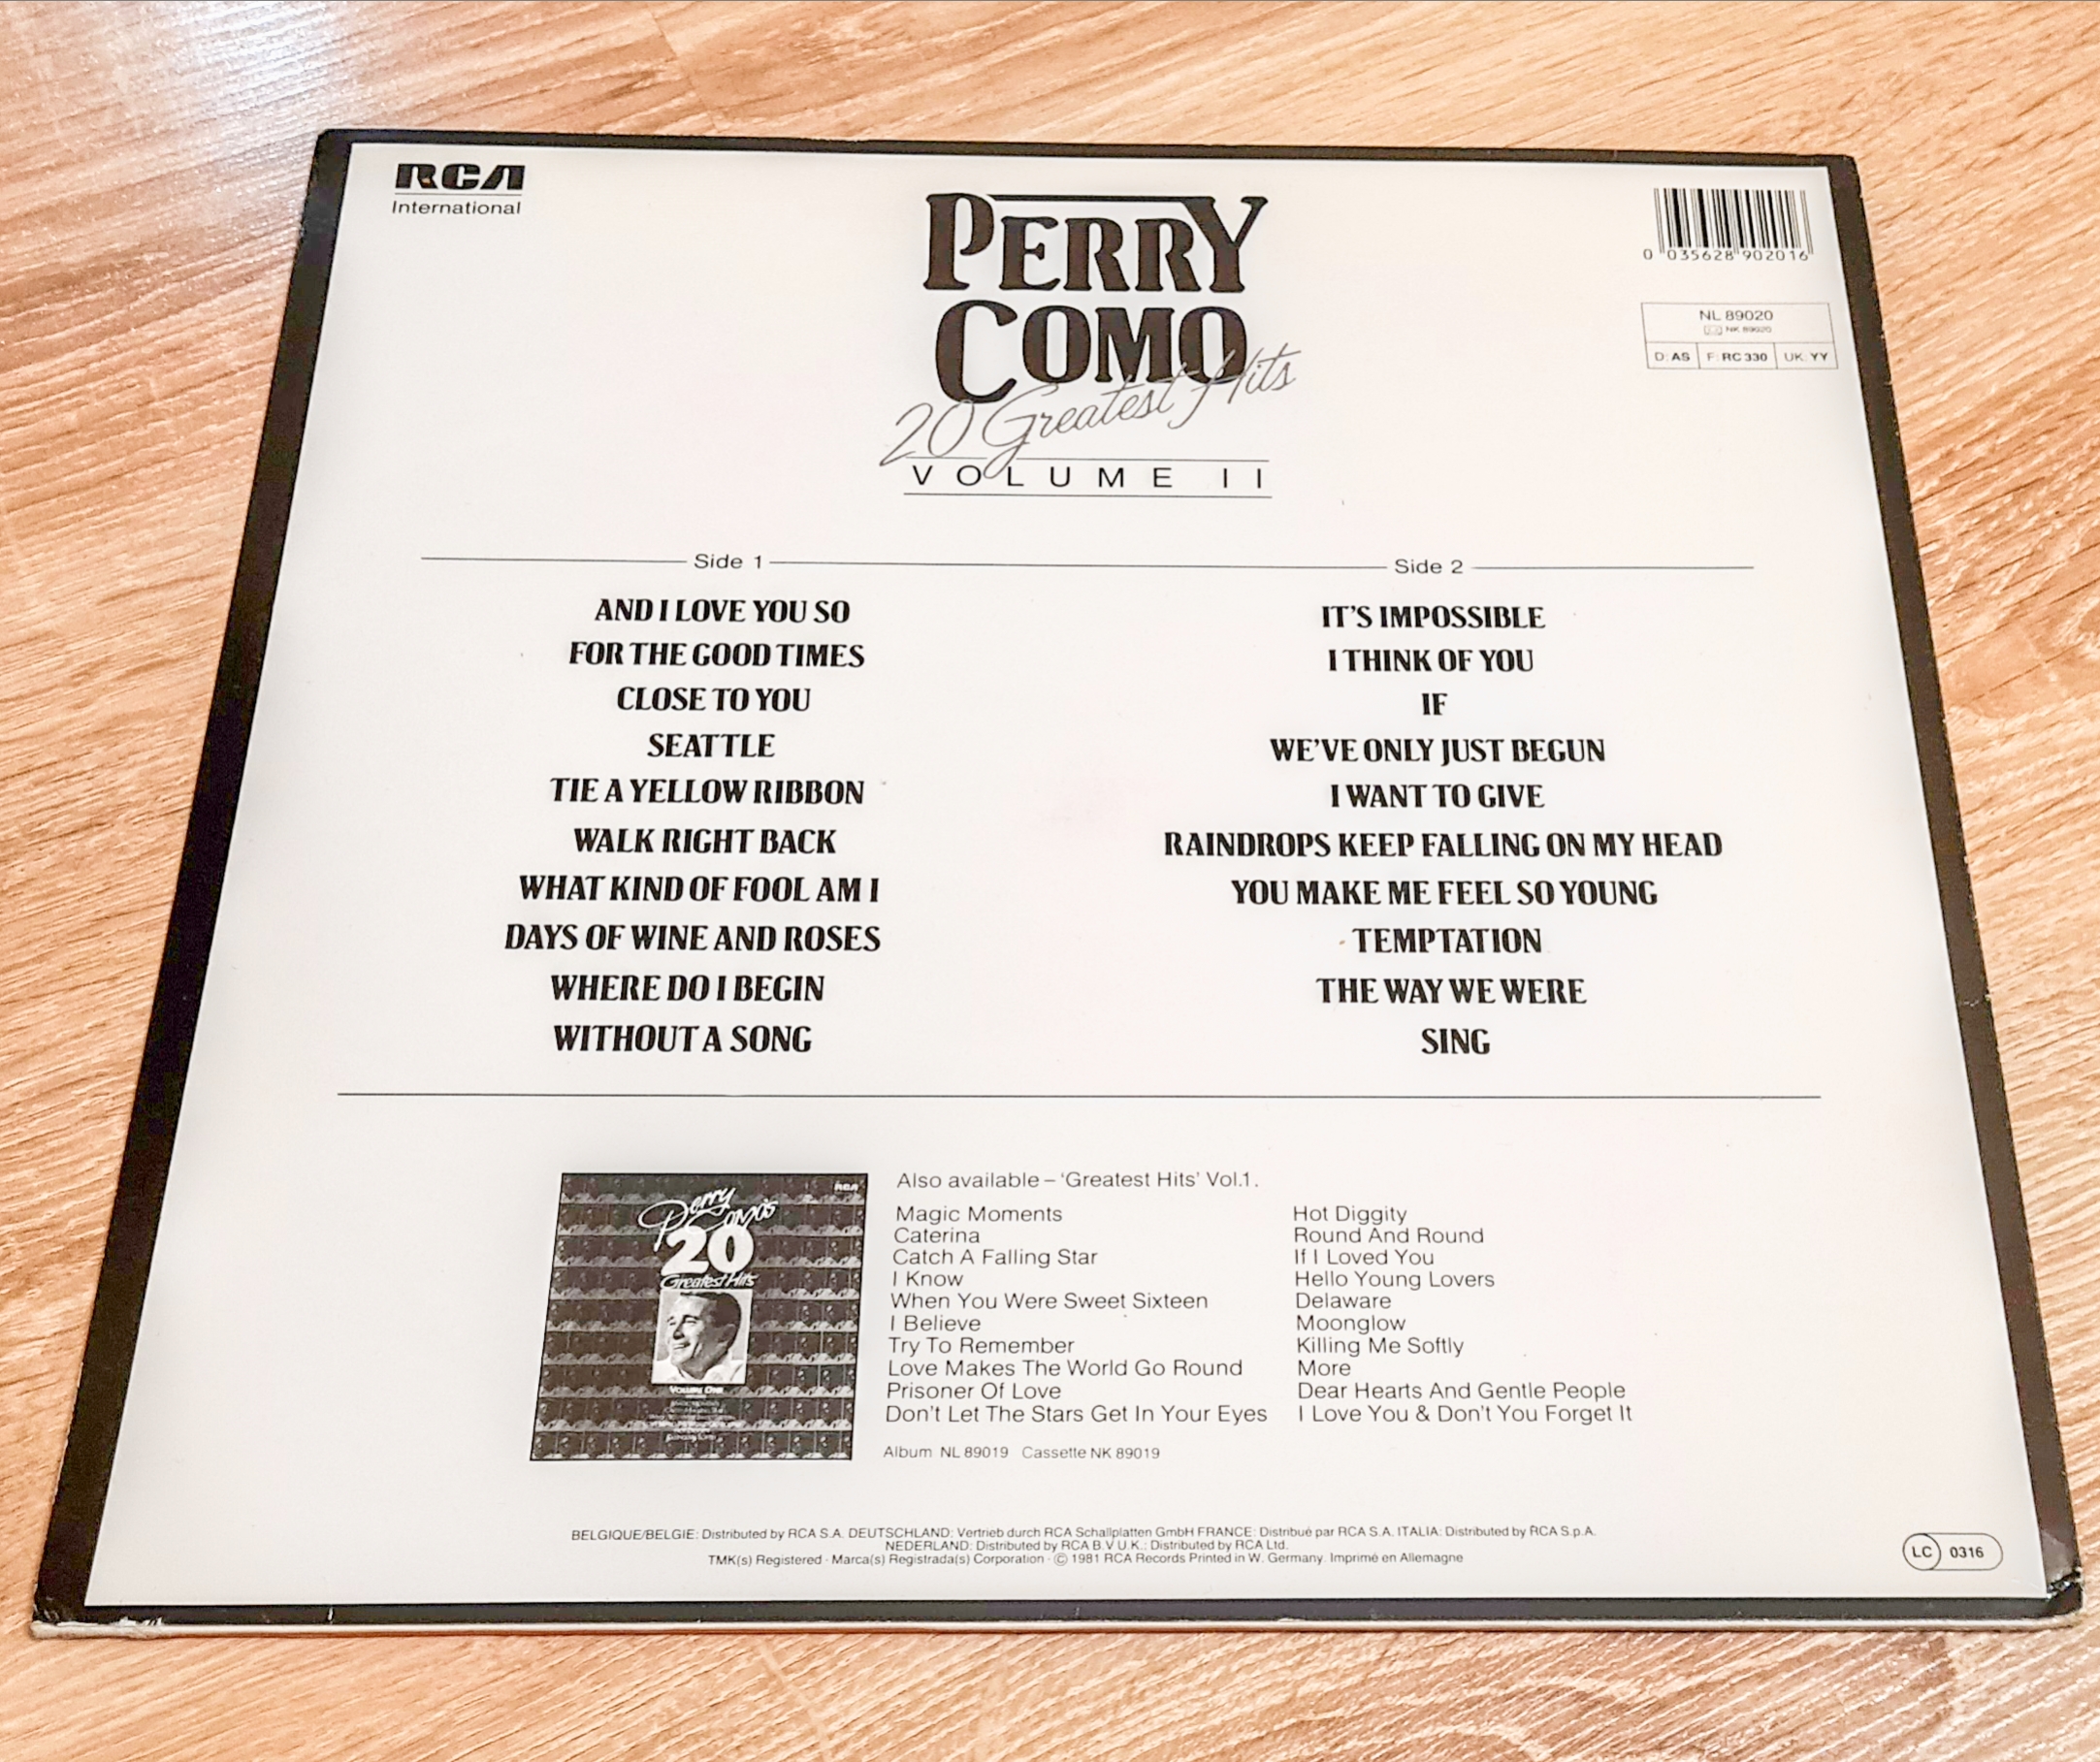 RCA
International
PERRY
COMO
20 Greatest Hits
VOLUME II
0 035628 902016
NL 89020
NK 89020
D: AS F: RC 330 UK: YY
Side 1
AND I LOVE YOU SO
FOR THE GOOD TIMES
CLOSE TO YOU
SEATTLE
TIE A YELLOW RIBBON
WALK RIGHT BACK
WHAT KIND OF FOOL AM I
DAYS OF WINE AND ROSES
WHERE DO I BEGIN
WITHOUT A SONG
Side 2
IT'S IMPOSSIBLE
I THINK OF YOU
IF
WE'VE ONLY JUST BEGUN
I WANT TO GIVE
RAINDROPS KEEP FALLING ON MY HEAD
YOU MAKE ME FEEL SO YOUNG
TEMPTATION
THE WAY WE WERE
SING
RCA
Perry
Como's
20
Greatest Hits
VOLUME ONE
Also available – 'Greatest Hits' Vol.1.
Magic Moments
Caterina
Catch A Falling Star
I Know
When You Were Sweet Sixteen
I Believe
Try To Remember
Love Makes The World Go Round
Prisoner Of Love
Don't Let The Stars Get In Your Eyes
Hot Diggity
Round And Round
If I Loved You
Hello Young Lovers
Delaware
Moonglow
Killing Me Softly
More
Dear Hearts And Gentle People
I Love You & Don't You Forget It
Album NL 89019 Cassette NK 89019
BELGIQUE/BELGIE: Distributed by RCA S.A. DEUTSCHLAND: Vertrieb durch RCA Schallplatten GmbH FRANCE: Distribué par RCA S.A. ITALIA: Distributed by RCA S.p.A.
NEDERLAND: Distributed by RCA B.V U.K.: Distributed by RCA Ltd.
TMK(s) Registered · Marca(s) Registrada(s) Corporation · Ⓟ 1981 RCA Records Printed in W. Germany. Imprimé en Allemagne
LC 0316